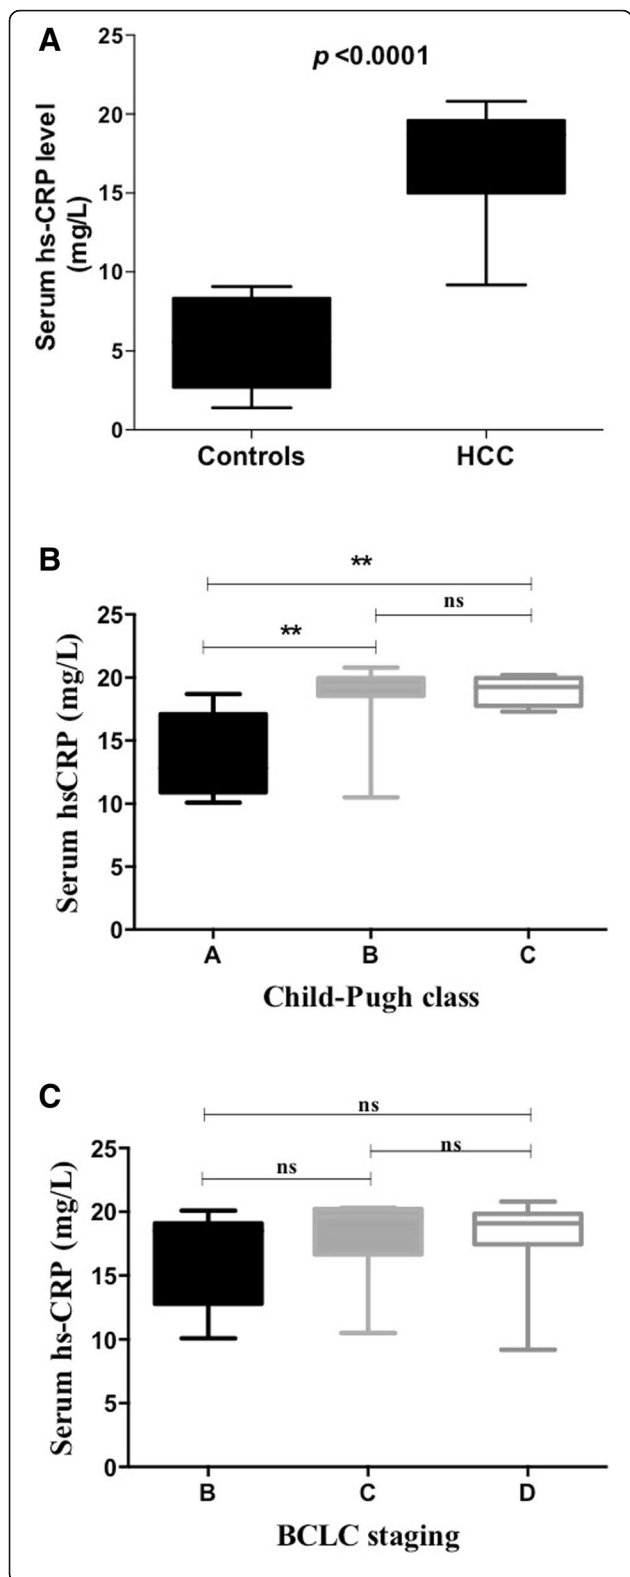 A
p <0.0001
Serum hs-CRP level
(mg/L)
25
20
15
10
5
0
Controls HCC
B
**
ns
**
Serum hsCRP (mg/L)
25
20
15
10
5
0
A B C
Child-Pugh class
C
ns
ns
ns
Serum hs-CRP (mg/L)
25
20
15
10
5
0
B C D
BCLC staging